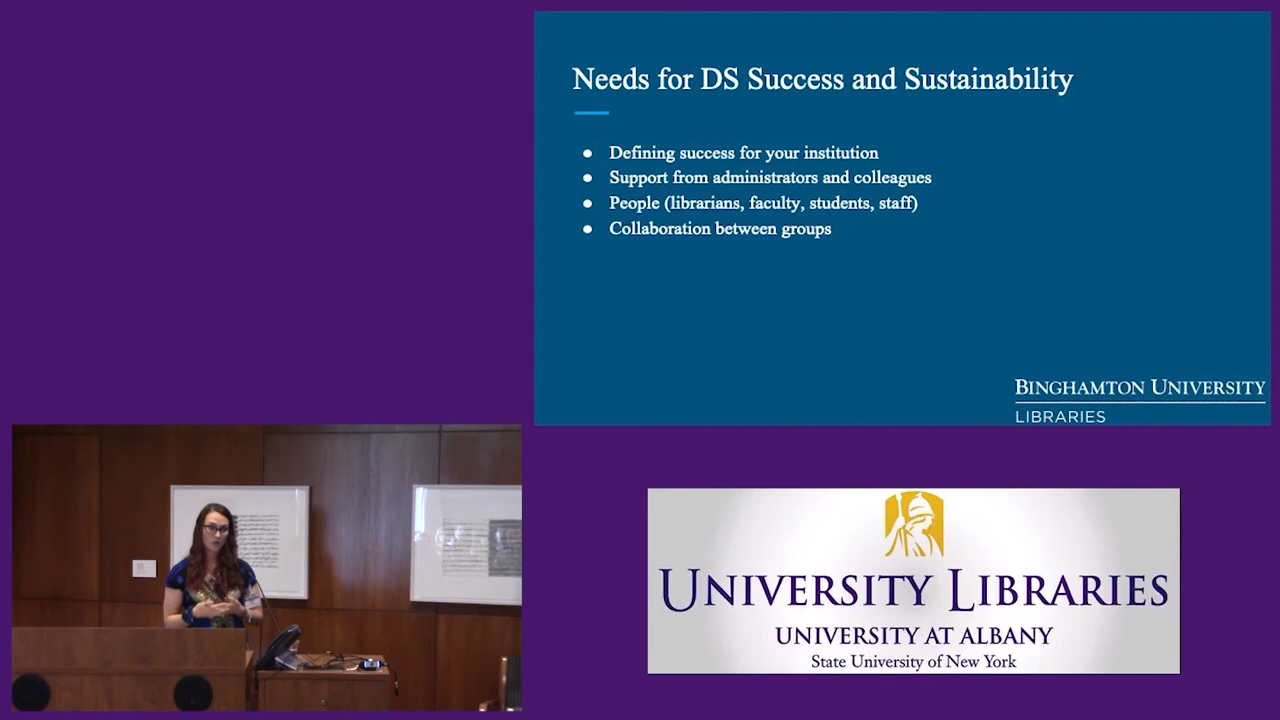 Needs for DS Success and Sustainability
● Defining success for your institution
● Support from administrators and colleagues
● People (librarians, faculty, students, staff)
● Collaboration between groups
BINGHAMTON UNIVERSITY
LIBRARIES
UNIVERSITY LIBRARIES
UNIVERSITY AT ALBANY
State University of New York